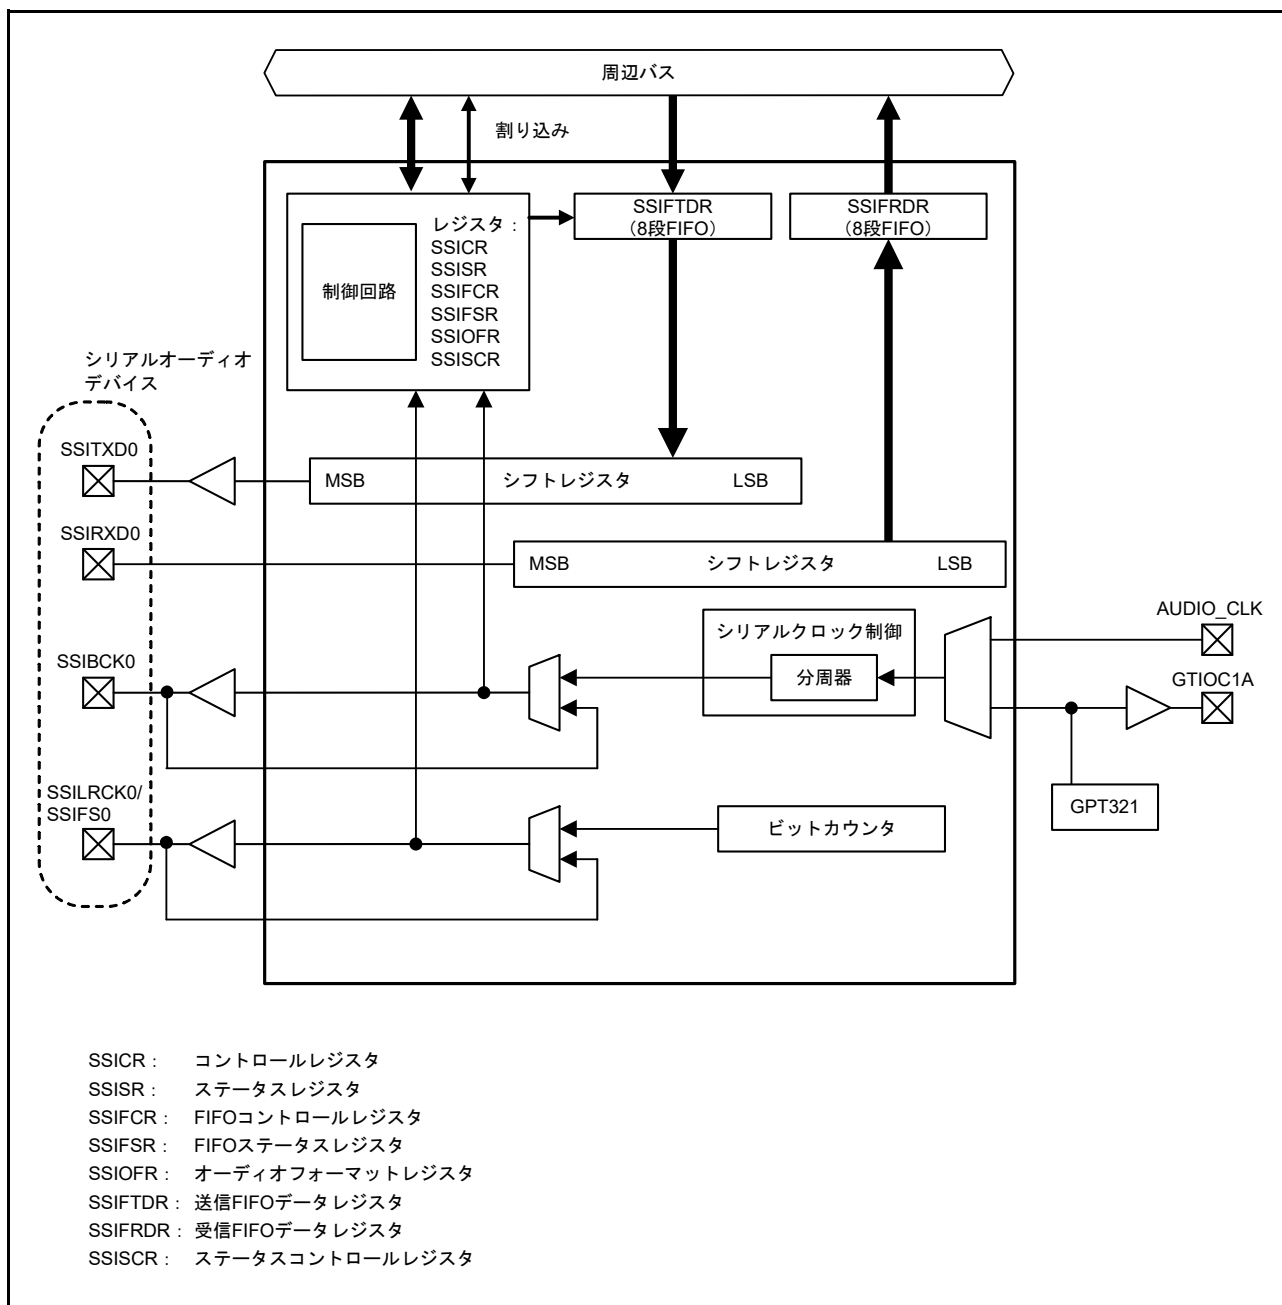 周辺バス
割り込み
レジスタ：
SSICR
SSISR
SSIFCR
SSIFSR
SSIOFR
SSISCR
制御回路
SSIFTDR
（8段FIFO）
SSIFRDR
（8段FIFO）
シリアルオーディオ
デバイス
SSITXD0
MSB シフトレジスタ LSB
SSIRXD0
MSB シフトレジスタ LSB
シリアルクロック制御
分周器
AUDIO_CLK
SSIBCK0
GTIOC1A
SSILRCK0/
SSIFS0
ビットカウンタ
GPT321
SSICR： コントロールレジスタ
SSISR： ステータスレジスタ
SSIFCR： FIFOコントロールレジスタ
SSIFSR： FIFOステータスレジスタ
SSIOFR： オーディオフォーマットレジスタ
SSIFTDR： 送信FIFOデータレジスタ
SSIFRDR： 受信FIFOデータレジスタ
SSISCR： ステータスコントロールレジスタ